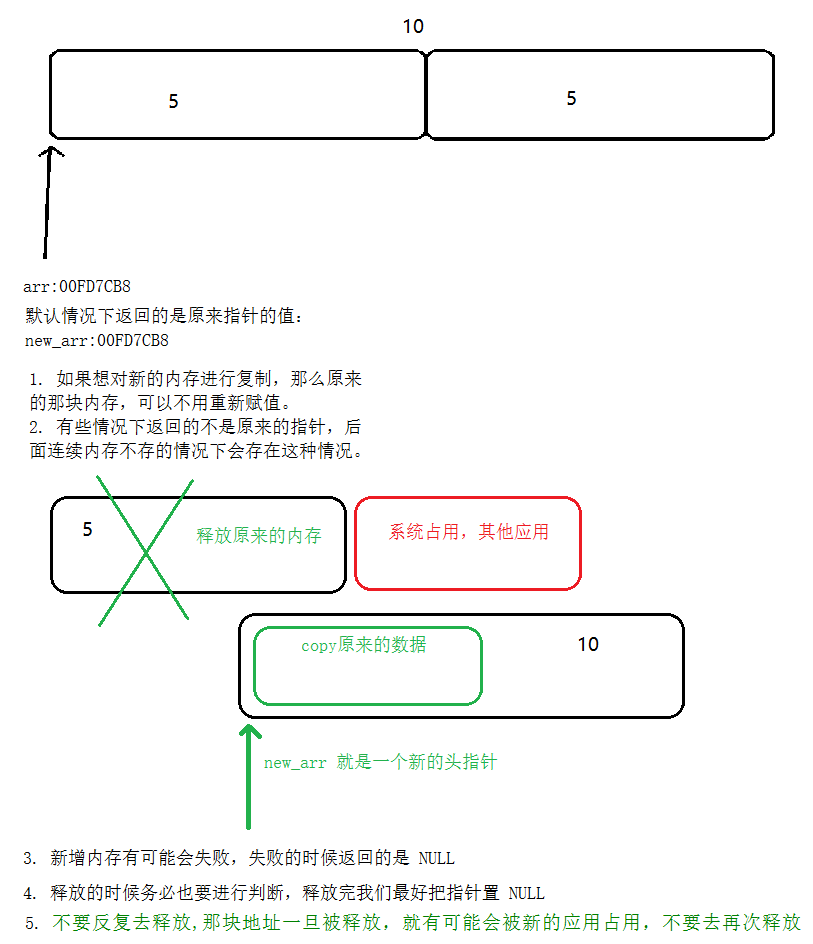 10
5
5
arr:00FD7CB8
默认情况下返回的是原来指针的值:
new_arr:00FD7CB8
1. 如果想对新的内存进行复制，那么原来
的那块内存，可以不用重新赋值。
2. 有些情况下返回的不是原来的指针，后
面连续内存不存的情况下会存在这种情况。
5
释放原来的内存
系统占用，其他应用
copy原来的数据
10
new_arr 就是一个新的头指针
3. 新增内存有可能会失败，失败的时候返回的是 NULL
4. 释放的时候务必也要进行判断，释放完我们最好把指针置 NULL
5. 不要反复去释放,那块地址一旦被释放，就有可能会被新的应用占用，不要去再次释放